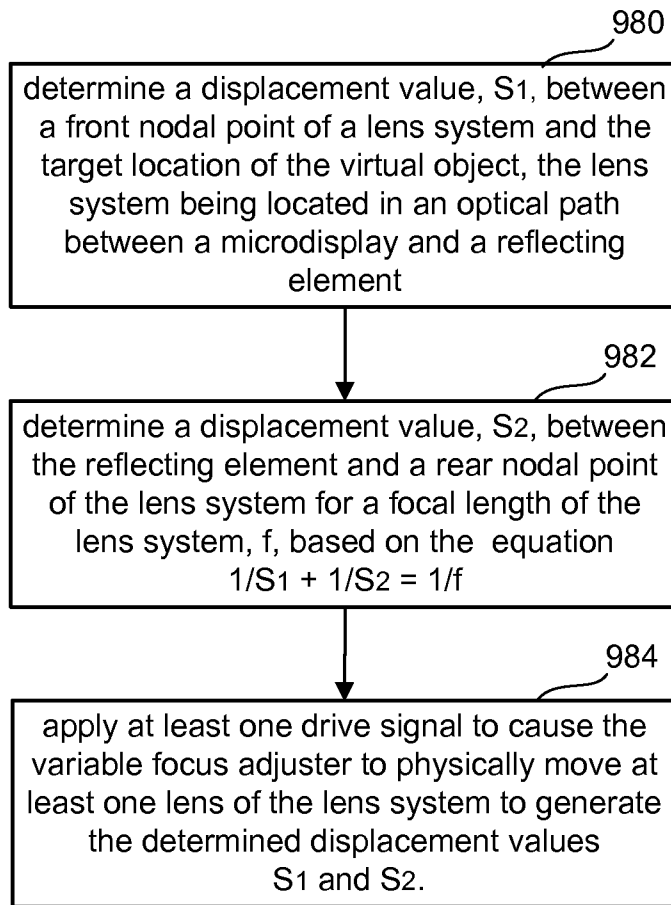 980
determine a displacement value, S1, between
a front nodal point of a lens system and the
target location of the virtual object, the lens
system being located in an optical path
between a microdisplay and a reflecting
element
982
determine a displacement value, S2, between
the reflecting element and a rear nodal point
of the lens system for a focal length of the
lens system, f, based on the equation
1/S1 + 1/S2 = 1/f
984
apply at least one drive signal to cause the
variable focus adjuster to physically move at
least one lens of the lens system to generate
the determined displacement values
S1 and S2.